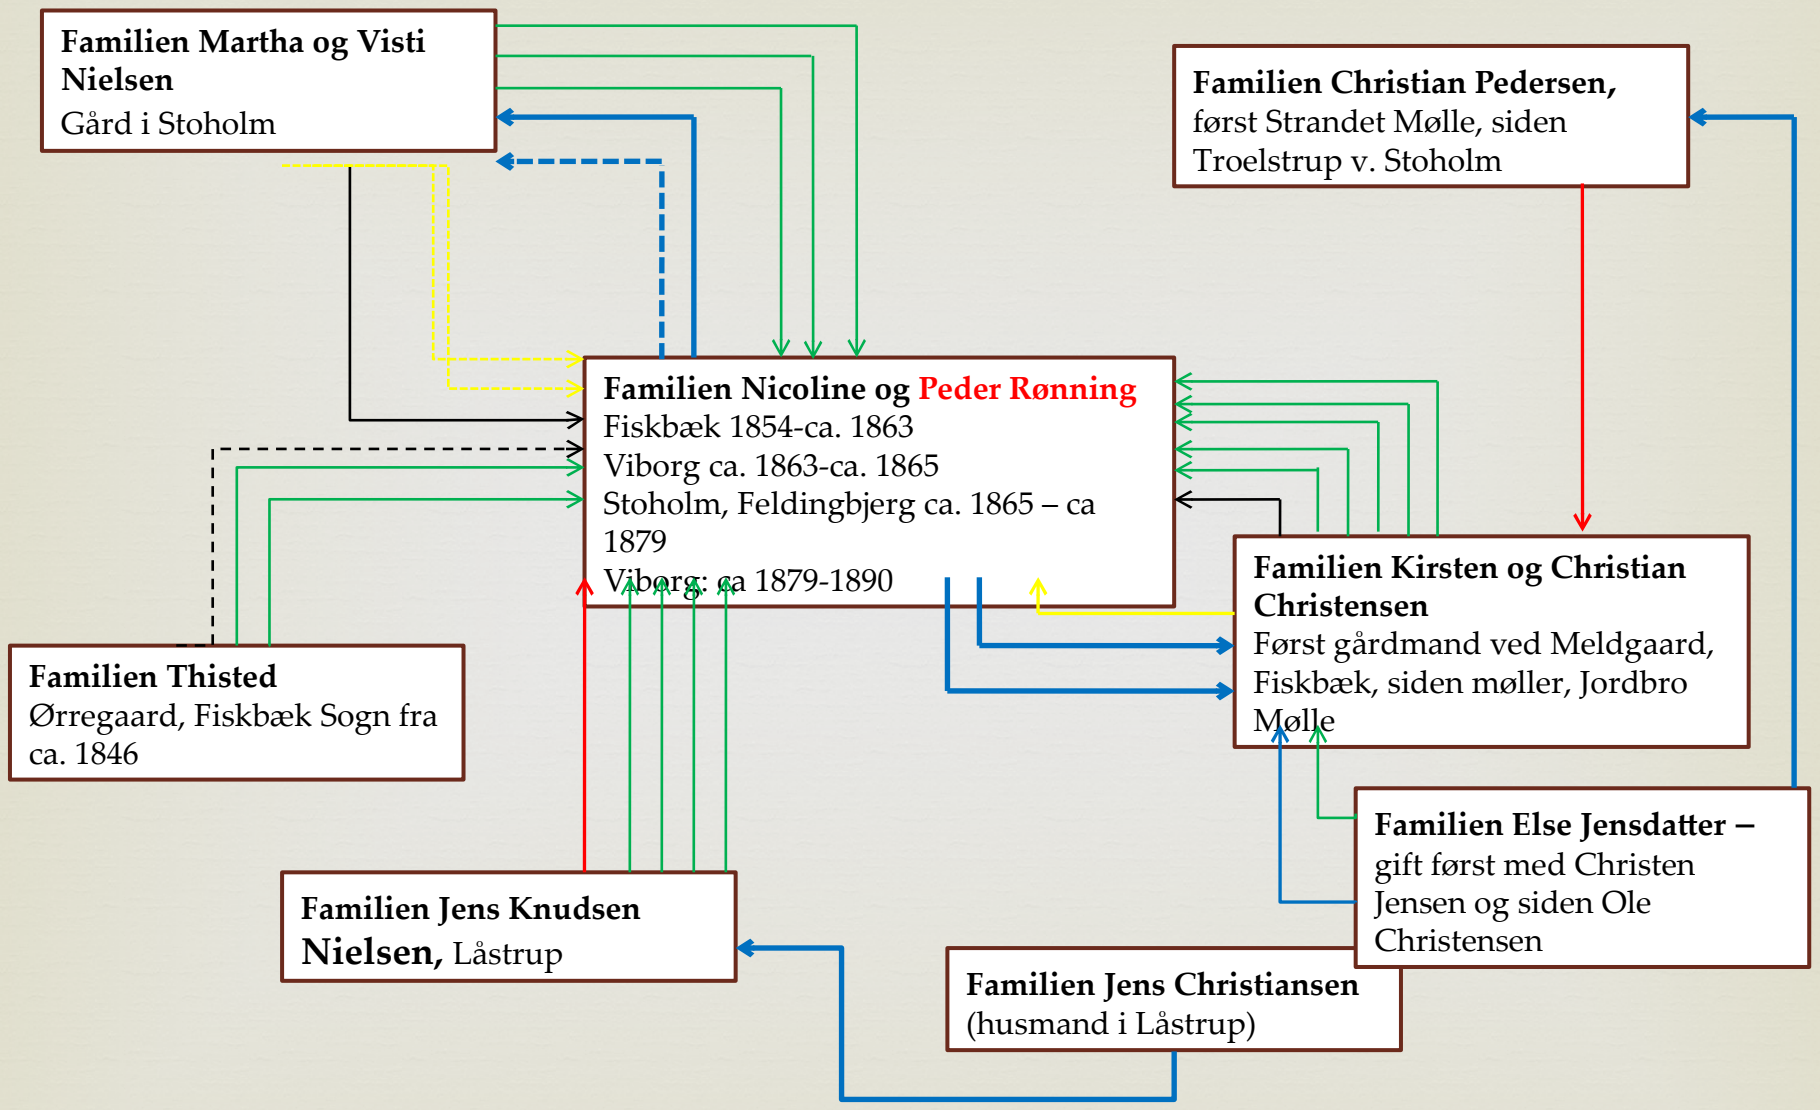 Familien Martha og Visti
Nielsen
Gård i Stoholm
Familien Christian Pedersen,
først Strandet Mølle, siden
Troelstrup v. Stoholm
Familien Nicoline og Peder Rønning
Fiskbæk 1854-ca. 1863
Viborg ca. 1863-ca. 1865
Stoholm, Feldingbjerg ca. 1865 – ca
1879
Viborg: ca 1879-1890
Familien Kirsten og Christian
Christensen
Først gårdmand ved Meldgaard,
Fiskbæk, siden møller, Jordbro
Mølle
Familien Thisted
Ørregaard, Fiskbæk Sogn fra
ca. 1846
Familien Else Jensdatter –
gift først med Christen
Jensen og siden Ole
Christensen
Familien Jens Knudsen
Nielsen, Låstrup
Familien Jens Christiansen
(husmand i Låstrup)